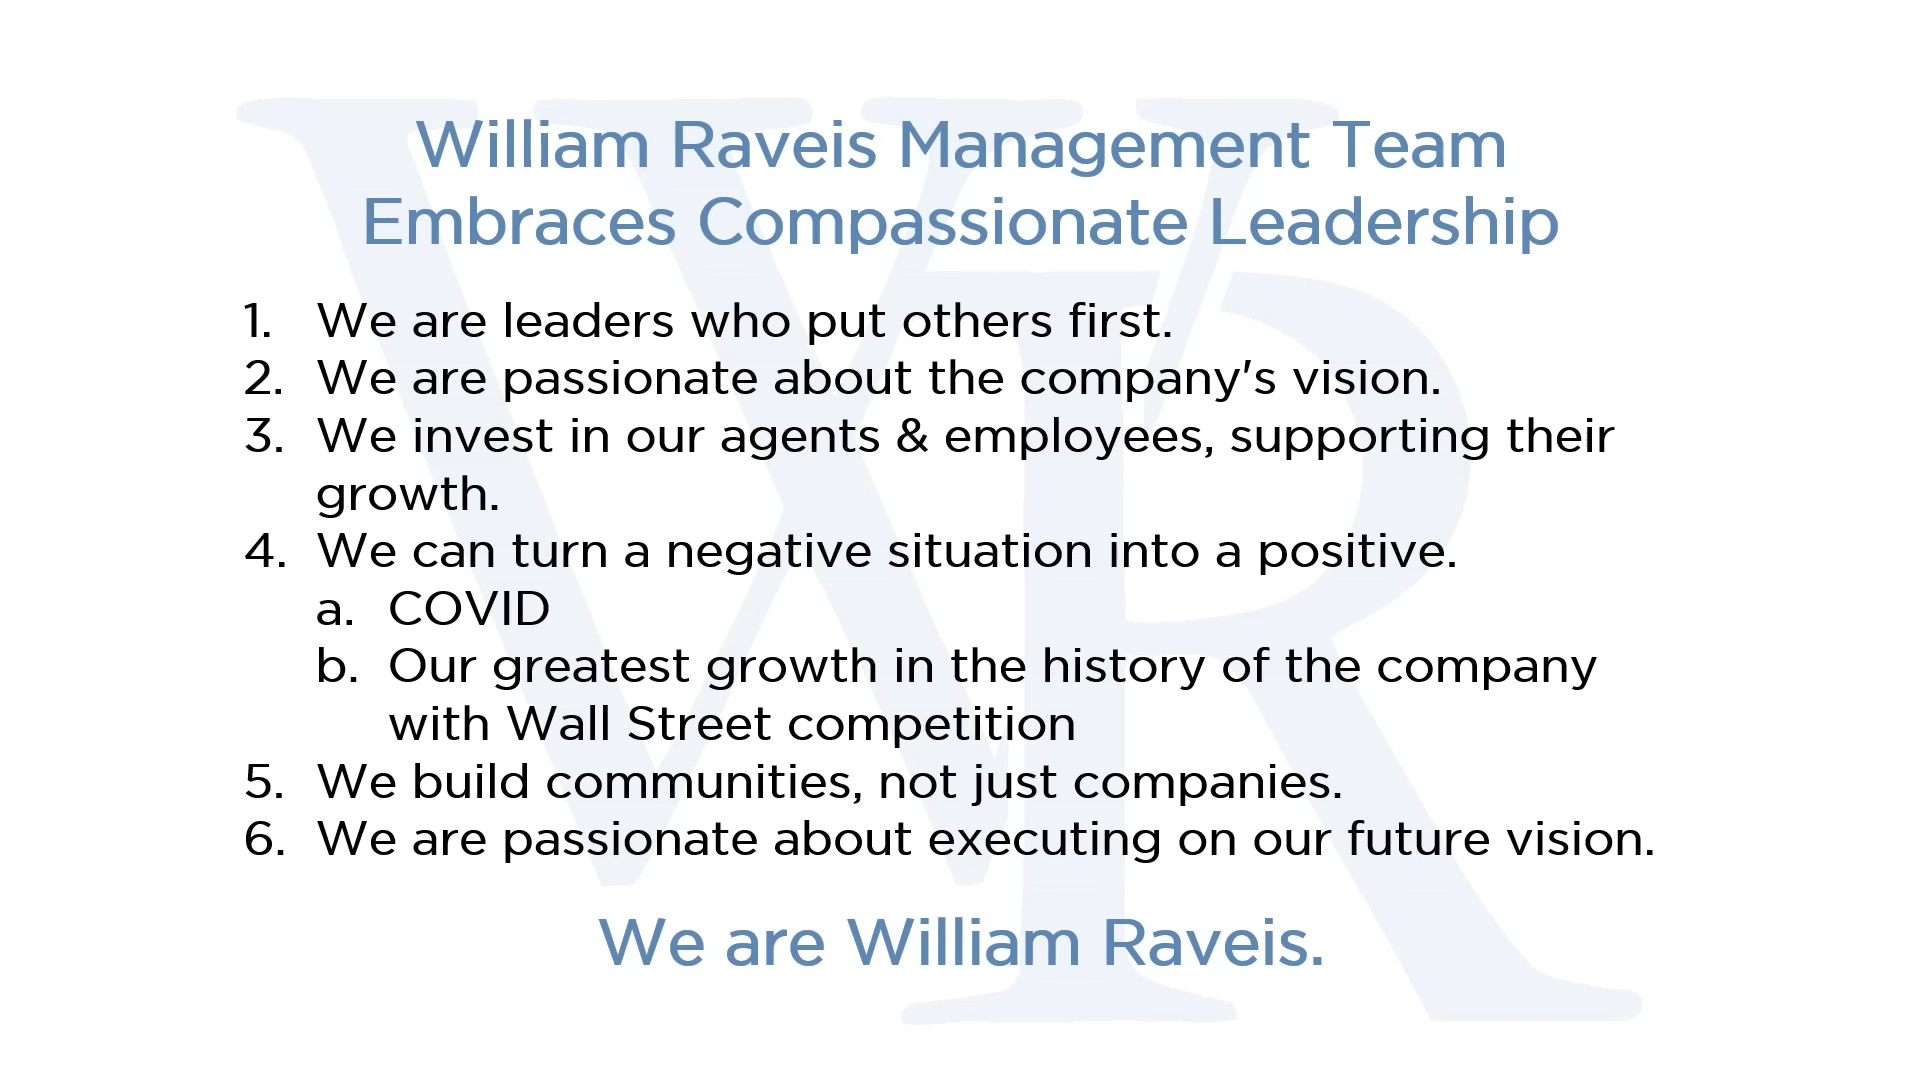 William Raveis Management Team
Embraces Compassionate Leadership
1. We are leaders who put others first.
2. We are passionate about the company's vision.
3. We invest in our agents & employees, supporting their
growth.
4. We can turn a negative situation into a positive.
a. COVID
b. Our greatest growth in the history of the company
with Wall Street competition
5. We build communities, not just companies.
6. We are passionate about executing on our future vision.
We are William Raveis.